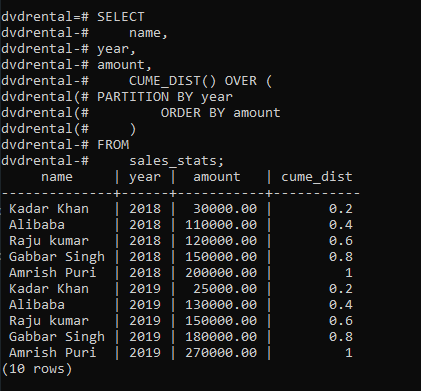 dvdrental=# SELECT
dvdrental-#     name,
dvdrental-# year,
dvdrental-# amount,
dvdrental-#     CUME_DIST() OVER (
dvdrental(# PARTITION BY year
dvdrental(#         ORDER BY amount
dvdrental(#     )
dvdrental-# FROM
dvdrental-#     sales_stats;
     name     | year |  amount   | cume_dist
--------------+------+-----------+-----------
 Kadar Khan   | 2018 |  30000.00 |       0.2
 Alibaba      | 2018 | 110000.00 |       0.4
 Raju kumar   | 2018 | 120000.00 |       0.6
 Gabbar Singh | 2018 | 150000.00 |       0.8
 Amrish Puri  | 2018 | 200000.00 |         1
 Kadar Khan   | 2019 |  25000.00 |       0.2
 Alibaba      | 2019 | 130000.00 |       0.4
 Raju kumar   | 2019 | 150000.00 |       0.6
 Gabbar Singh | 2019 | 180000.00 |       0.8
 Amrish Puri  | 2019 | 270000.00 |         1
(10 rows)